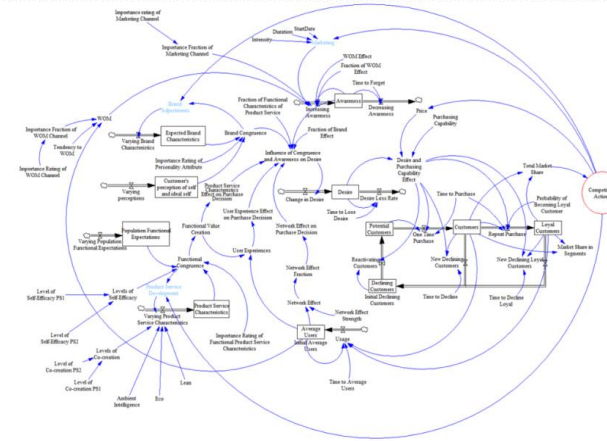 Importance rating of
Marketing Channel
Importance Fraction of
Marketing Channel
Duration
StartDate
Intensity
Marketing
WOM Effect
Fraction of WOM
Effect
Time to Forget
Increasing
Awareness
Awareness
Decreasing
Awareness
Price
Purchasing
Capability
Brand
WOM
Importance Fraction of
WOM Channel
Tendency to
WOM
Importance Rating of
WOM Channel
Varying Brand
Characteristics
Expected Brand
Characteristics
Brand Congruence
Fraction of Functional
Characteristics of
Product Service
Fraction of Brand
Effect
Importance Rating of
Personality Attribute
Influence of Congruence
and Awareness on Desire
Desire and
Purchasing
Capability
Effect
Total Market
Share
Varying
perceptions
Customer's
perception of self
and ideal self
Product Service
Characteristics
Effect on Purchase
Decision
Change in Desire
Desire
Desire Loss Rate
Time to Lose
Desire
Time to Purchase
Probability of
Becoming Loyal
Customer
User Experience Effect
on Purchase Decision
Network Effect on
Purchase Decision
Functional Value
Creation
User Experiences
Potential
Customers
One Time
Purchase
Customers
Repeat Purchase
Loyal
Customers
Market Share in
Segments
Varying Population
Functional Expectations
Population Functional
Expectations
Functional
Congruence
Reactivating
Customers
New Declining
Customers
New Declining Loyal
Customers
Declining
Customers
Initial Declining
Customers
Time to Decline
Time to Decline
Loyal
Network Effect
Fraction
Network Effect
Network Effect
Strength
Product Service
Development
Level of
Self-Efficacy PS1
Levels of
Self-Efficacy
Level of
Self-Efficacy PS2
Varying Product
Service Characteristics
Product Service
Characteristics
Importance Rating of
Functional Product Service
Characteristics
Average
Users
Initial Average
Users
Usage
Time to Average
Users
Level of
Co-creation PS2
Levels of
Co-creation
Level of
Co-creation PS1
Ambient
Intelligence
Eco
Lean